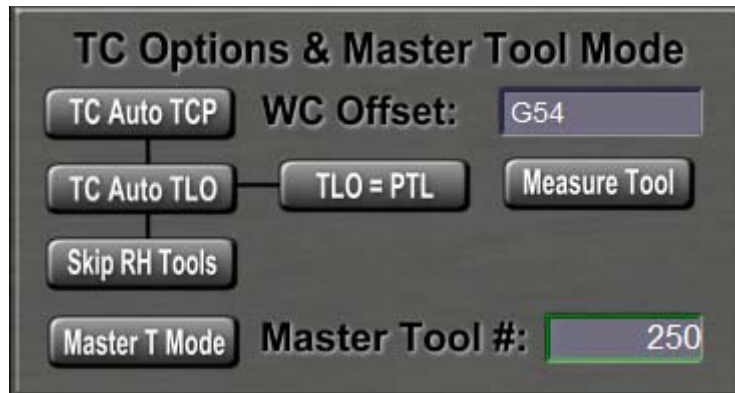 TC Options & Master Tool Mode
TC Auto TCP WC Offset: G54
TC Auto TLO TLO = PTL Measure Tool
Skip RH Tools
Master T Mode Master Tool #: 250